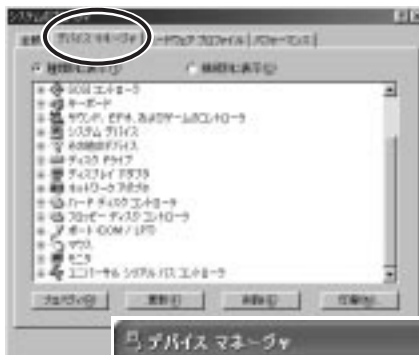 システムのプロパティ
全般 デバイス マネージャ ハードウェア プロファイル パフォーマンス
種類別に表示(T) 接続別に表示(C)
SCSI コントローラ
キーボード
サウンド、ビデオ、およびゲームのコントローラ
システム デバイス
その他のデバイス
ディスク ドライブ
ディスプレイ アダプタ
ネットワーク アダプタ
ハード ディスク コントローラ
フロッピー ディスク コントローラ
ポート (COM / LPT)
マウス
モニタ
ユニバーサル シリアル バス コントローラ
プロパティ(R) 更新(F) 削除(E) 印刷(N)...
デバイス マネージャ